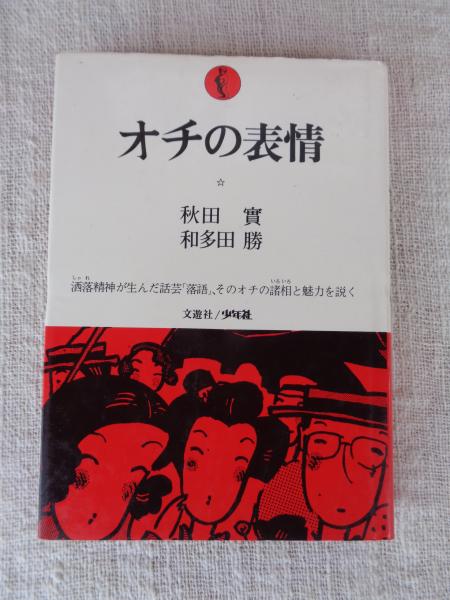 オチの表情
☆
秋田 實
和多田 勝
洒落精神が生んだ話芸「落語」、そのオチの諸相と魅力を説く
文遊社/少年社